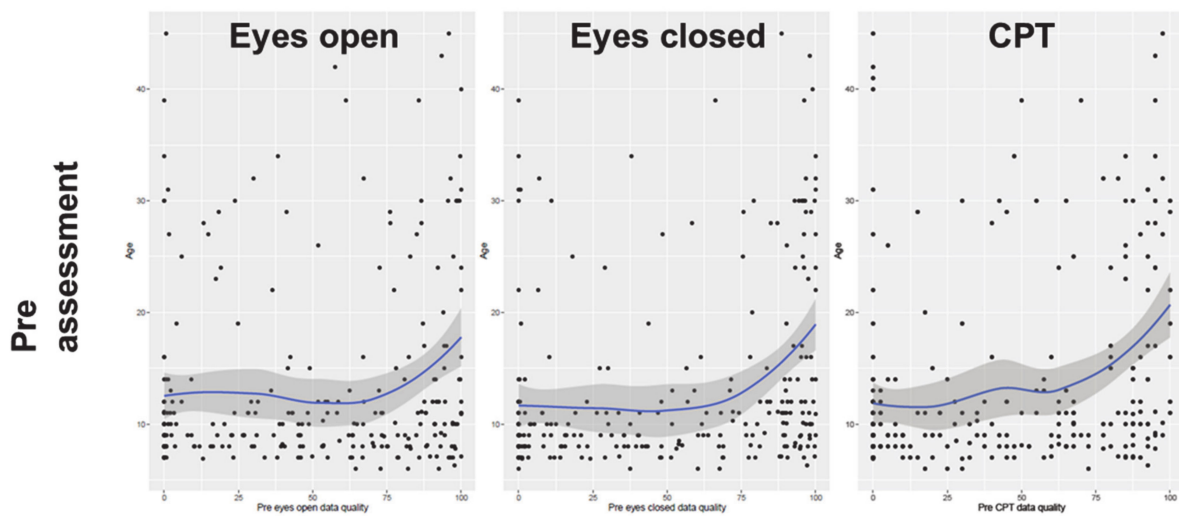 Eyes open
Eyes closed
CPT
Pre
assessment
Age
40
30
20
10
0
25
50
75
100
Pre eyes open data quality
Age
40
30
20
10
0
25
50
75
100
Pre eyes closed data quality
Age
40
30
20
10
0
25
50
75
100
Pre CPT data quality